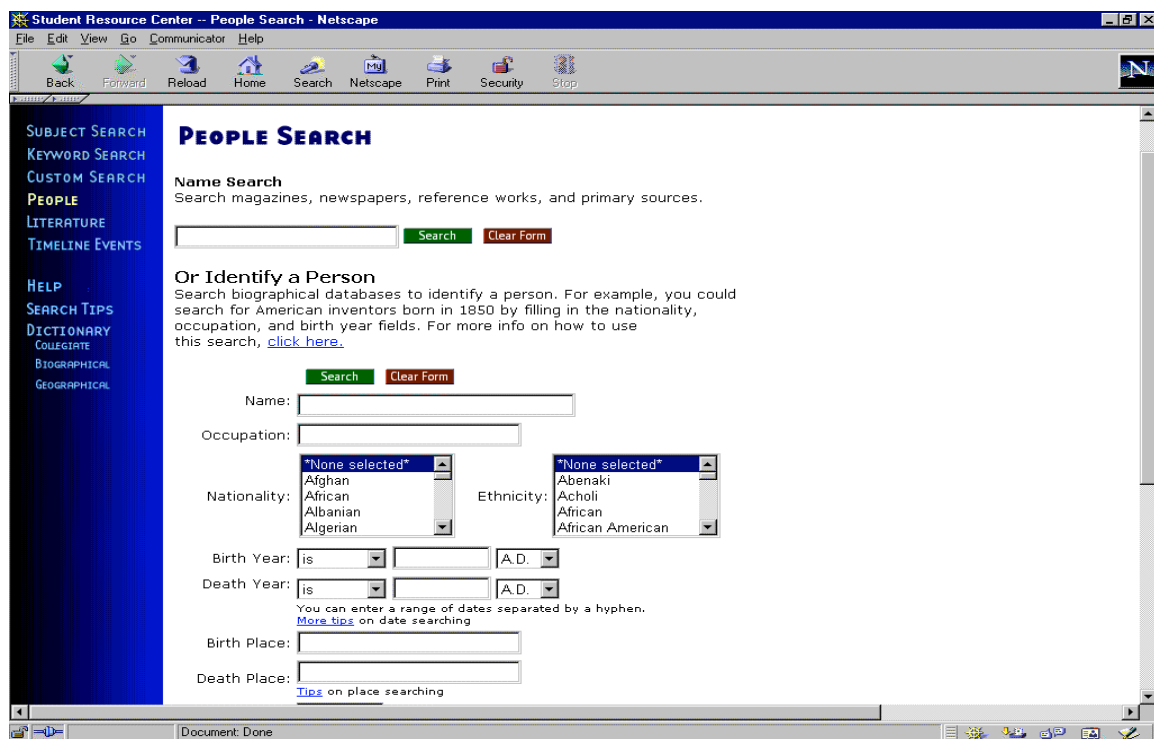 Student Resource Center -- People Search - Netscape
File Edit View Go Communicator Help
Back Forward Reload Home Search My Netscape Print Security Stop
N
SUBJECT SEARCH
KEYWORD SEARCH
CUSTOM SEARCH
PEOPLE
LITERATURE
TIMELINE EVENTS
HELP
SEARCH TIPS
DICTIONARY
COLLEGIATE
BIOGRAPHICAL
GEOGRAPHICAL
PEOPLE SEARCH
Name Search
Search magazines, newspapers, reference works, and primary sources.
Search Clear Form
Or Identify a Person
Search biographical databases to identify a person. For example, you could
search for American inventors born in 1850 by filling in the nationality,
occupation, and birth year fields. For more info on how to use
this search, click here.
Search Clear Form
Name:
Occupation:
Nationality:
*None selected*
Afghan
African
Albanian
Algerian
Ethnicity:
*None selected*
Abenaki
Acholi
African
African American
Birth Year: is A.D.
Death Year: is A.D.
You can enter a range of dates separated by a hyphen.
More tips on date searching
Birth Place:
Death Place:
Tips on place searching
Document: Done